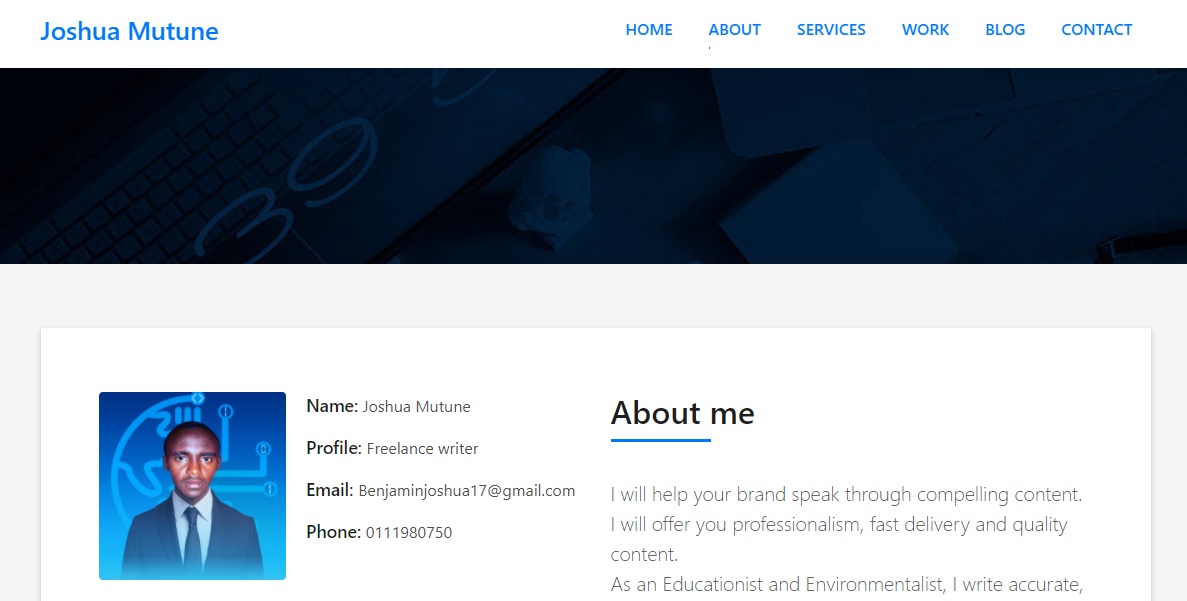 Joshua Mutune
HOME ABOUT SERVICES WORK BLOG CONTACT
Name: Joshua Mutune
Profile: Freelance writer
Email: Benjaminjoshua17@gmail.com
Phone: 0111980750
About me
I will help your brand speak through compelling content.
I will offer you professionalism, fast delivery and quality
content.
As an Educationist and Environmentalist, I write accurate,